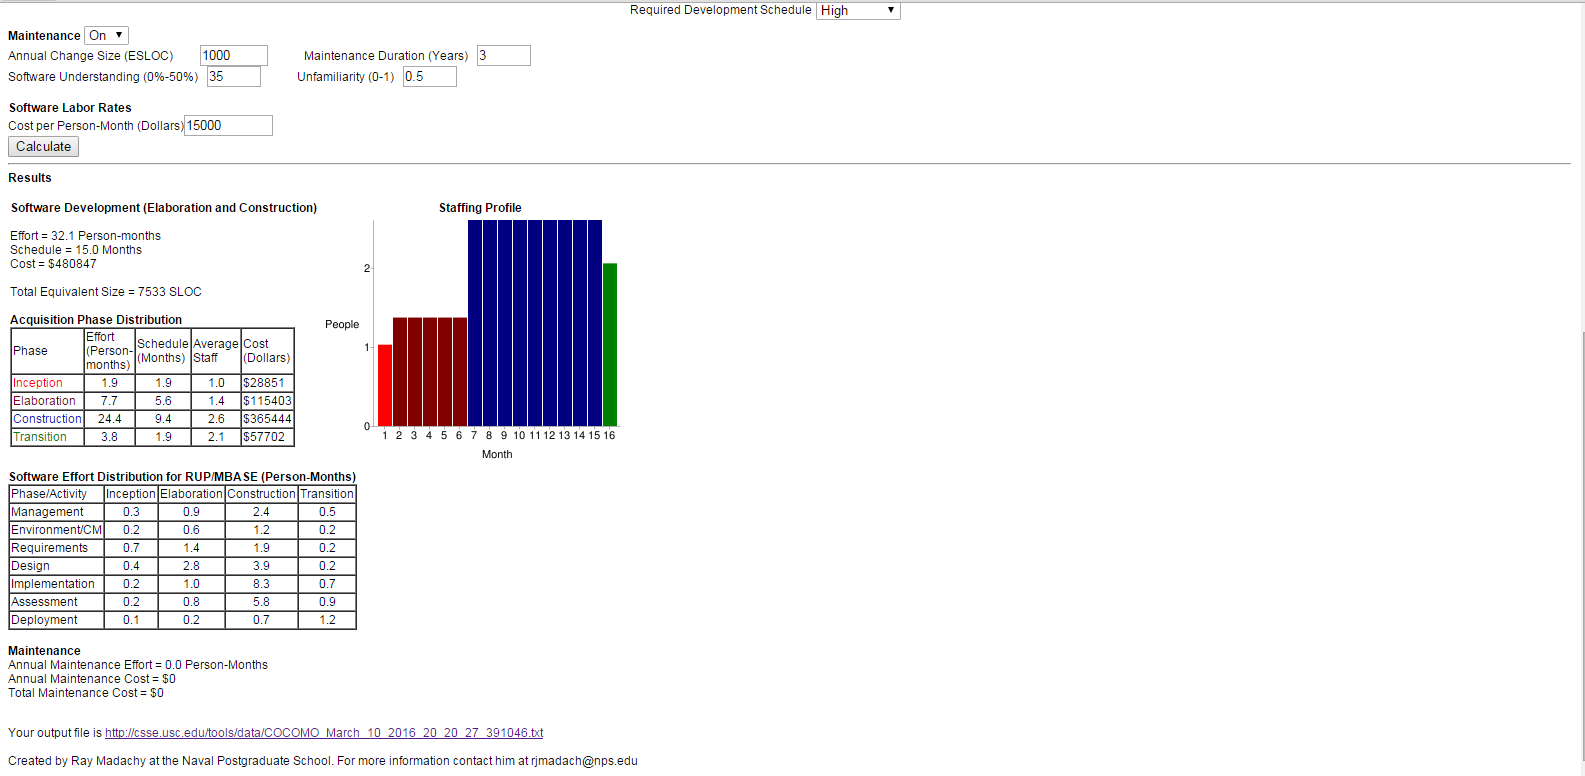 Required Development Schedule High
Maintenance On
Annual Change Size (ESLOC) 1000 Maintenance Duration (Years) 3
Software Understanding (0%-50%) 35 Unfamiliarity (0-1) 0.5
Software Labor Rates
Cost per Person-Month (Dollars) 15000
Calculate
Results
Software Development (Elaboration and Construction)
Effort = 32.1 Person-months
Schedule = 15.0 Months
Cost = $480847
Total Equivalent Size = 7533 SLOC
Acquisition Phase Distribution
Phase Effort (Person-months) Schedule (Months) Average Staff Cost (Dollars)
Inception 1.9 1.9 1.0 $28851
Elaboration 7.7 5.6 1.4 $115403
Construction 24.4 9.4 2.6 $365444
Transition 3.8 1.9 2.1 $57702
Staffing Profile
2
People
1
0
1 2 3 4 5 6 7 8 9 10 11 12 13 14 15 16
Month
Software Effort Distribution for RUP/MBASE (Person-Months)
Phase/Activity Inception Elaboration Construction Transition
Management 0.3 0.9 2.4 0.5
Environment/CM 0.2 0.6 1.2 0.2
Requirements 0.7 1.4 1.9 0.2
Design 0.4 2.8 3.9 0.2
Implementation 0.2 1.0 8.3 0.7
Assessment 0.2 0.8 5.8 0.9
Deployment 0.1 0.2 0.7 1.2
Maintenance
Annual Maintenance Effort = 0.0 Person-Months
Annual Maintenance Cost = $0
Total Maintenance Cost = $0
Your output file is http://csse.usc.edu/tools/data/COCOMO_March_10_2016_20_20_27_391046.txt
Created by Ray Madachy at the Naval Postgraduate School. For more information contact him at rjmadach@nps.edu